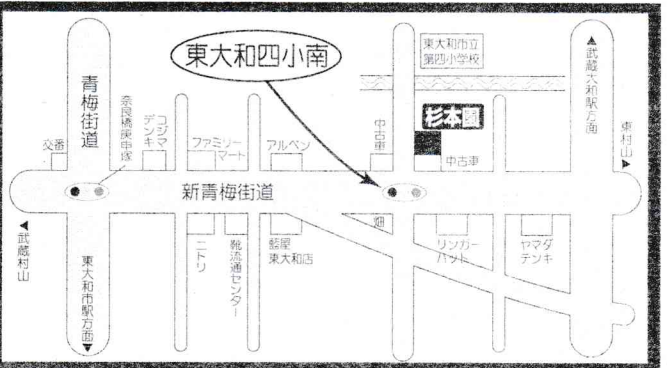 東大和四小南
東大和市立
第四小学校
▲武蔵大和駅方面
青梅街道
奈良橋庚申塚
交番
コジマ
デンキ
ファミリー
マート
アルペン
中古車
杉本園
中古車
東村山▶
新青梅街道
◀武蔵村山
東大和市駅方面▼
ニトリ
靴流通センター
藍屋
東大和店
畑
リンガー
ハット
ヤマダ
デンキ